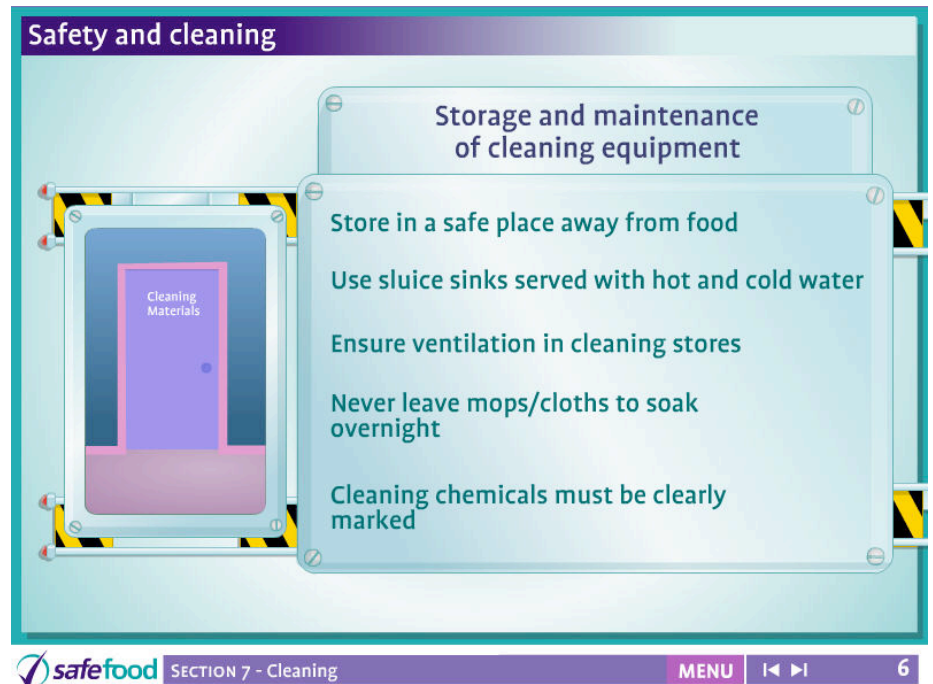 Safety and cleaning
Storage and maintenance
of cleaning equipment
Cleaning
Materials
Store in a safe place away from food
Use sluice sinks served with hot and cold water
Ensure ventilation in cleaning stores
Never leave mops/cloths to soak
overnight
Cleaning chemicals must be clearly
marked
safefood SECTION 7 - Cleaning MENU 6